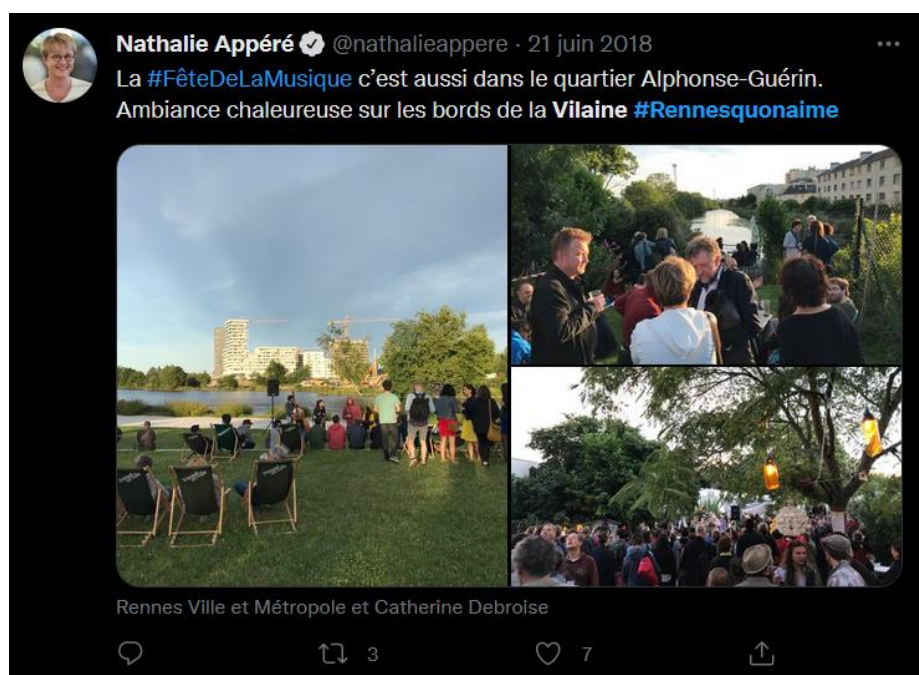 Nathalie Appéré @nathalieappere · 21 juin 2018
La #FêteDeLaMusique c’est aussi dans le quartier Alphonse-Guérin.
Ambiance chaleureuse sur les bords de la Vilaine #Rennesquonaime
Rennes Ville et Métropole et Catherine Debroise
3 7